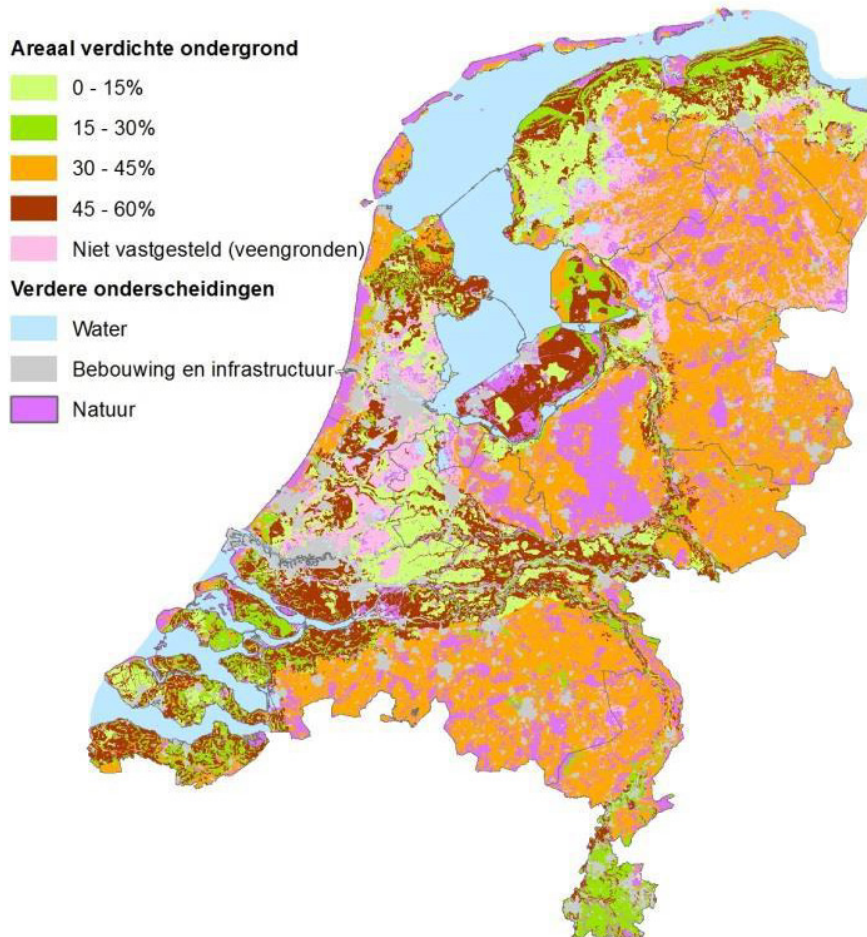 Areaal verdichte ondergrond
0 - 15%
15 - 30%
30 - 45%
45 - 60%
Niet vastgesteld (veengronden)
Verdere onderscheidingen
Water
Bebouwing en infrastructuur
Natuur